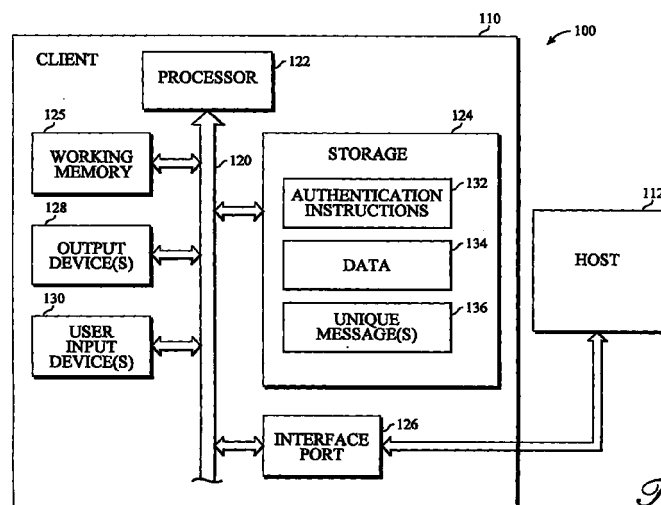 110
100
CLIENT
PROCESSOR
122
125
WORKING
MEMORY
120
124
STORAGE
132
AUTHENTICATION
INSTRUCTIONS
128
OUTPUT
DEVICE(S)
134
DATA
112
HOST
130
USER
INPUT
DEVICE(S)
136
UNIQUE
MESSAGE(S)
126
INTERFACE
PORT